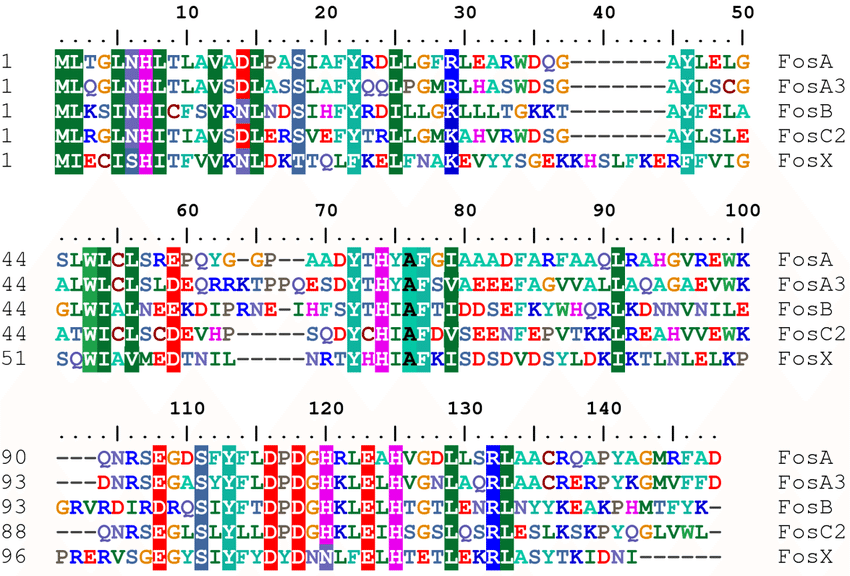 10 20 30 40 50
1 MLTGLNHLTLAVADLPASIAFYRDLLGFRLEARWDQG-------AYLELG FosA
1 MLQGLNHLTLAVSDLASSLAFYQQLPGMRLHASWDSG-------AYLSCG FosA3
1 MLKSINHICFSVRNLNDSIHFYRDILLGKLLLTGKKT-------AYFELA FosB
1 MLRGLNHITIAVSDLERSVEFYTRLLGMKAHVRWDSG-------AYLSLE FosC2
1 MIECISHITFVVKNLDKTTQLFKELFNAKEVYYSGEKKHSLFKERFFVIG FosX
60 70 80 90 100
44 SLWLCLSREPQYG-GP--AADYTHYAFGIAAADFARFAAQLRAHGVREWK FosA
44 ALWLCLSLDEQRRKTPPQESDYTHYAFSVAEEEFAGVVALLAQAGAEVWK FosA3
44 GLWIALNEEKDIPRNE-IHFSYTHIAFTIDDSEFKYWHQRLKDNNVNILE FosB
44 ATWICLSCDEVHP-----SQDYCHIAFDVSEENFEPVTKKLREAHVVEWK FosC2
51 SQWIAVMEDTNIL-----NRTYHHIAFKISDSDVDSYLDKIKTLNLELKP FosX
110 120 130 140
90 ---QNRSEGDSFYFLDPDGHRLEAHVGDLLSRLAACRQAPYAGMRFAD FosA
93 ---DNRSEGASVYFLDPDGHKLELHVGNLAQRLAACRERPYKGMVFFD FosA3
93 GRVRDIRDRQSIYFTDPDGHKLELHTGTLENRLNYYKEAKPHMTFYK- FosB
88 ---QNRSEGLSLYLLDPDGHKLEIHSGSLQSRLESLKSKPYQGLVWL- FosC2
96 PRERVSGEGYSIYFYDYDNNLFELHTETLEKRLASYTKIDNI------ FosX